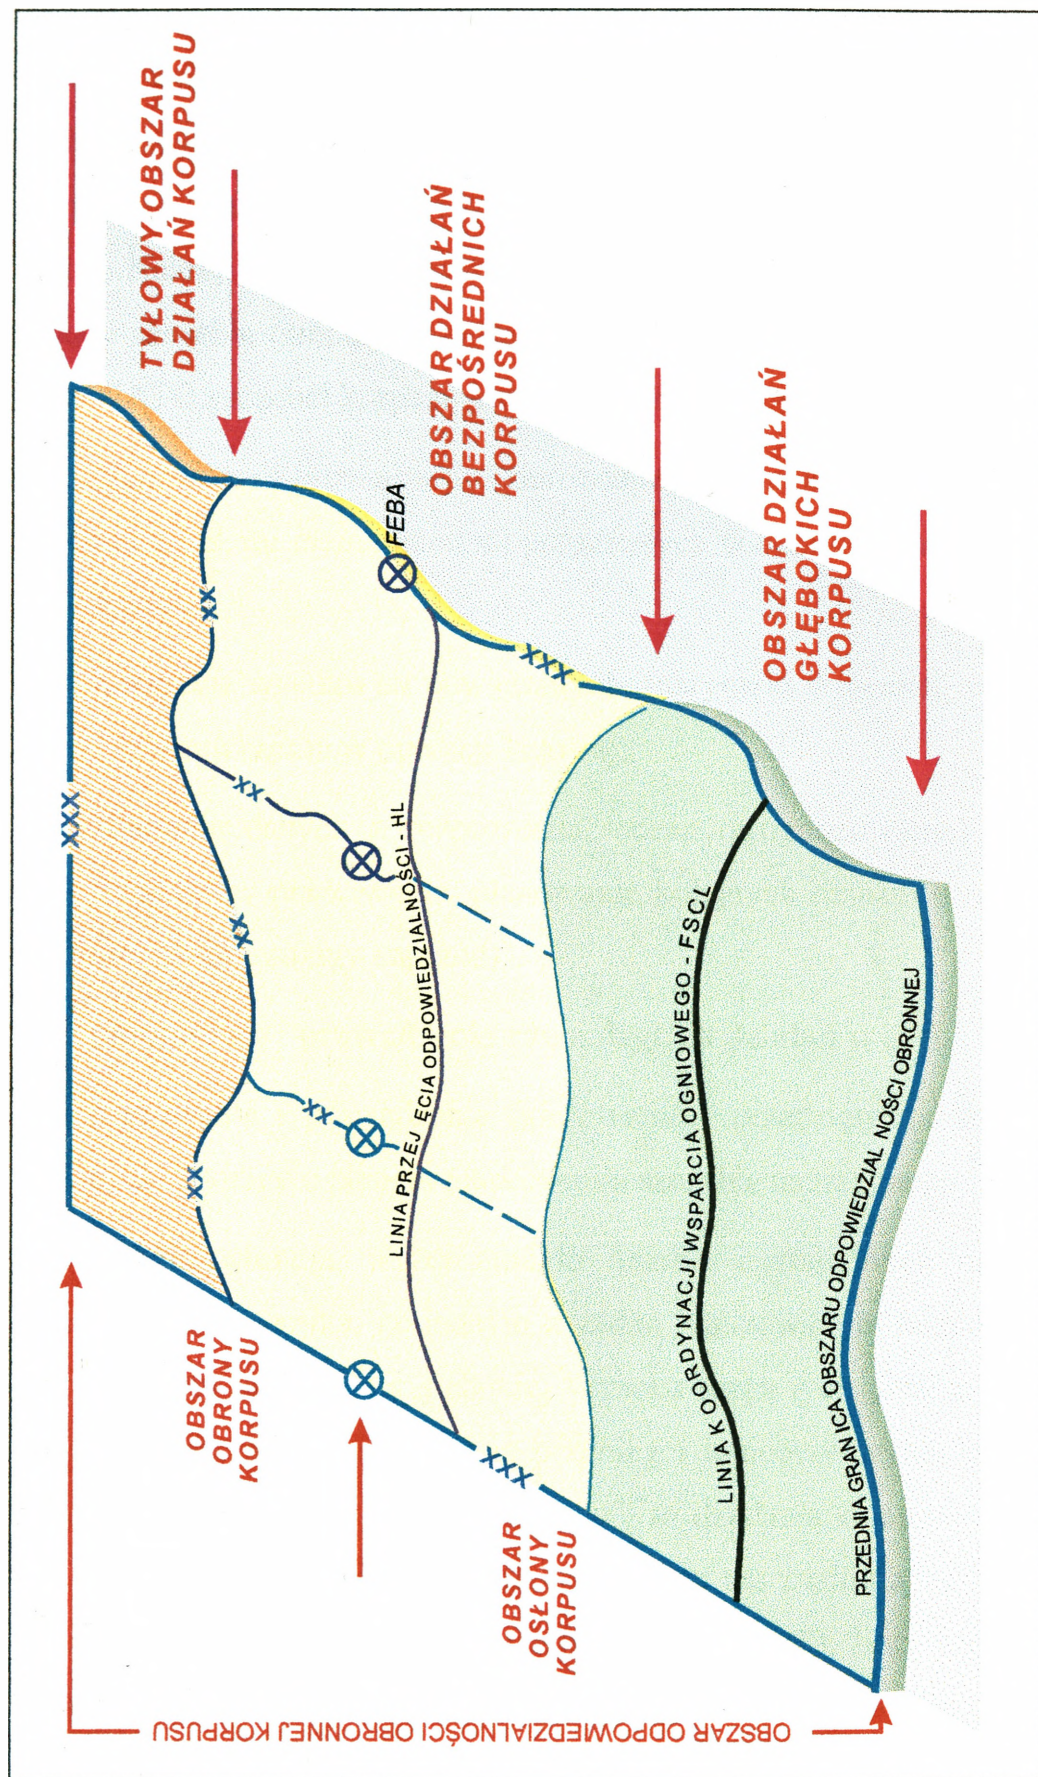 TYŁOWY OBSZAR
DZIAŁAŃ KORPUSU
OBSZAR DZIAŁAŃ
BEZPOŚREDNICH
KORPUSU
OBSZAR DZIAŁAŃ
GŁĘBOKICH
KORPUSU
FEBA
XXX
XX
XX
XX
XX
XX
XXX
XXX
LINIA PRZEJ ĘCIA ODPOWIEDZIALNOŚCI - HL
LINIA K OORDYNACJI WSPARCIA OGNIOWEGO - FSCL
PRZEDNIA GRAN ICA OBSZARU ODPOWIEDZIAL NOŚCI OBRONNEJ
OBSZAR
OBRONY
KORPUSU
OBSZAR
OSŁONY
KORPUSU
OBSZAR ODPOWIEDZIALNOŚCI OBRONNEJ KORPUSU